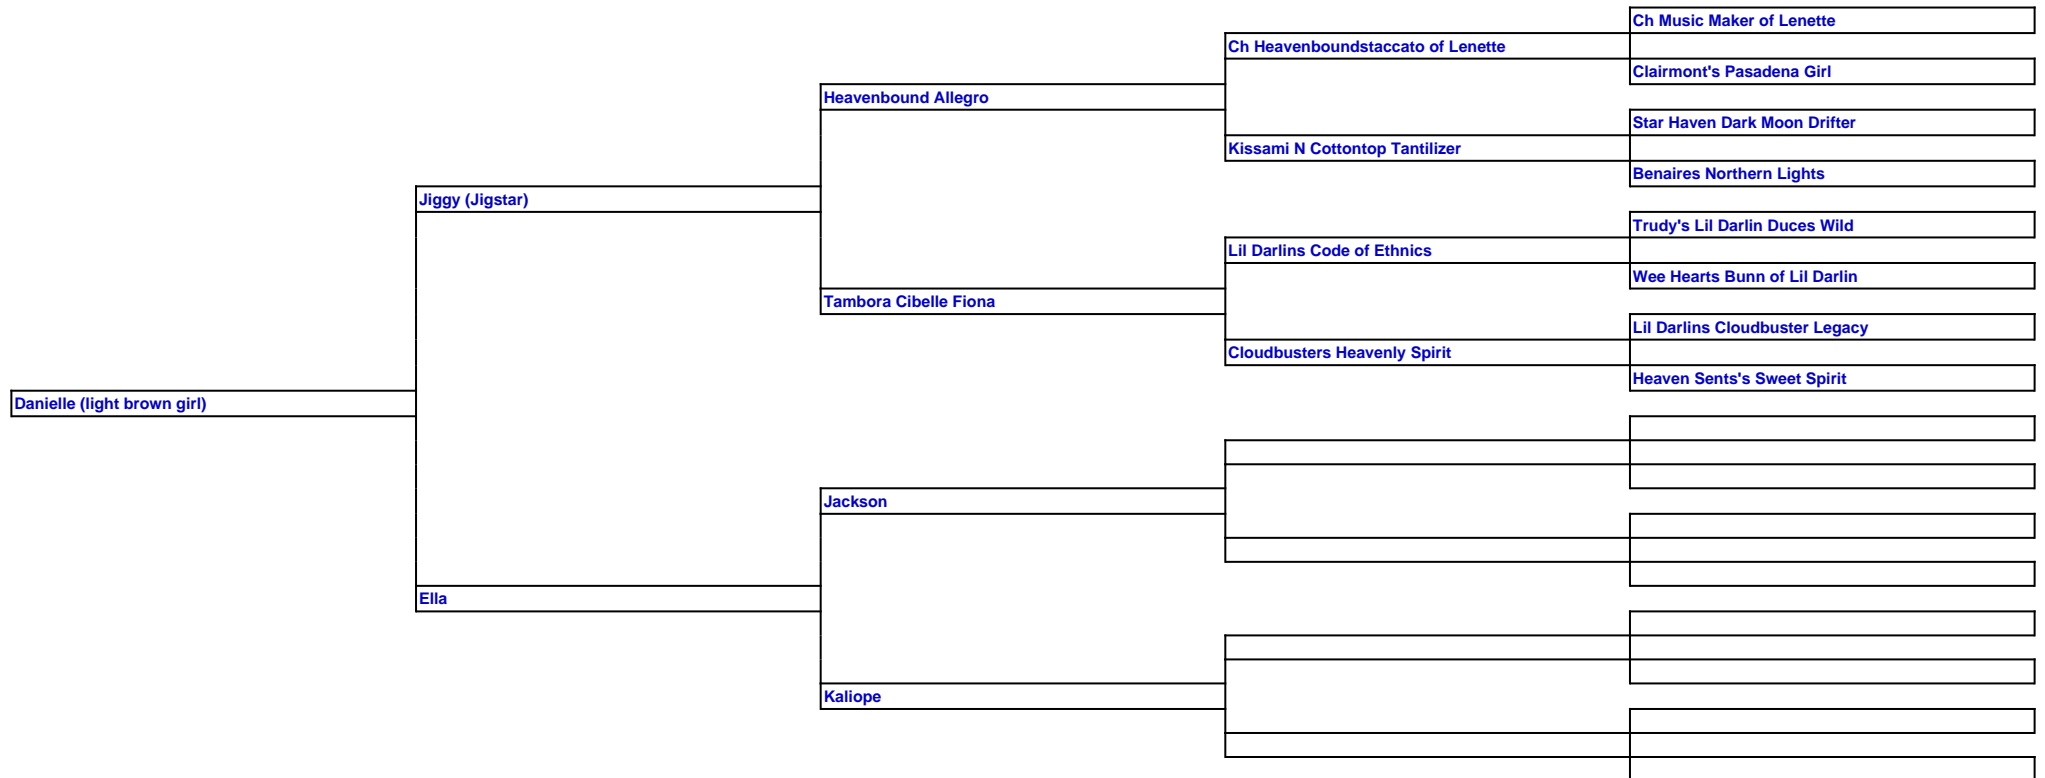 Ch Music Maker of Lenette
Ch Heavenboundstaccato of Lenette
Clairmont's Pasadena Girl
Heavenbound Allegro
Star Haven Dark Moon Drifter
Kissami N Cottontop Tantilizer
Benaires Northern Lights
Jiggy (Jigstar)
Trudy's Lil Darlin Duces Wild
Lil Darlins Code of Ethnics
Wee Hearts Bunn of Lil Darlin
Tambora Cibelle Fiona
Lil Darlins Cloudbuster Legacy
Cloudbusters Heavenly Spirit
Heaven Sents's Sweet Spirit
Danielle (light brown girl)
Jackson
Ella
Kaliope